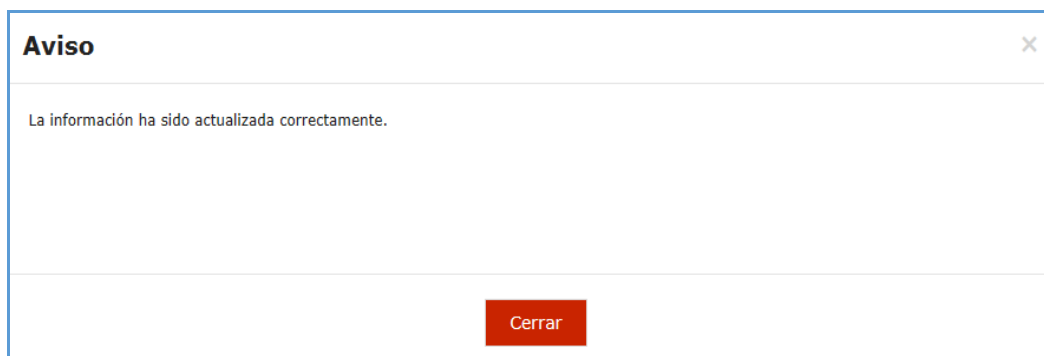 Aviso
×
La información ha sido actualizada correctamente.
Cerrar